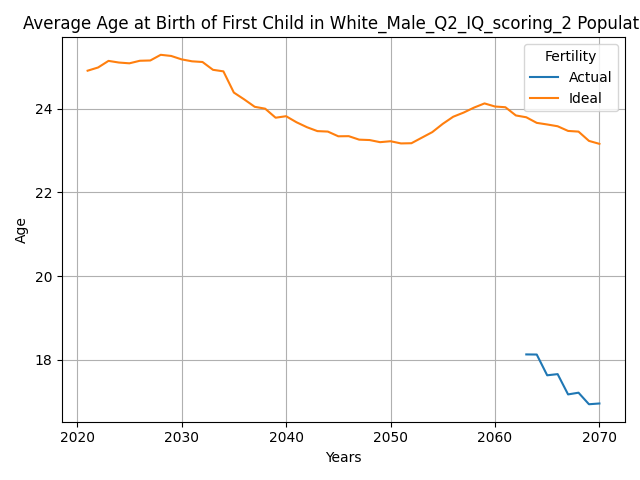 Average Age at Birth of First Child in White_Male_Q2_IQ_scoring_2 Populat
Fertility
Actual
Ideal
24
22
20
18
Age
2020 2030 2040 2050 2060 2070
Years